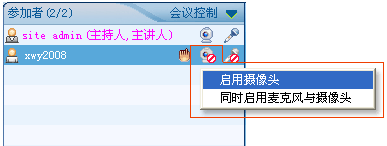 参加者(2/2) 会议控制
site admin(主持人,主讲人)
xwy2008
启用摄像头
同时启用麦克风与摄像头